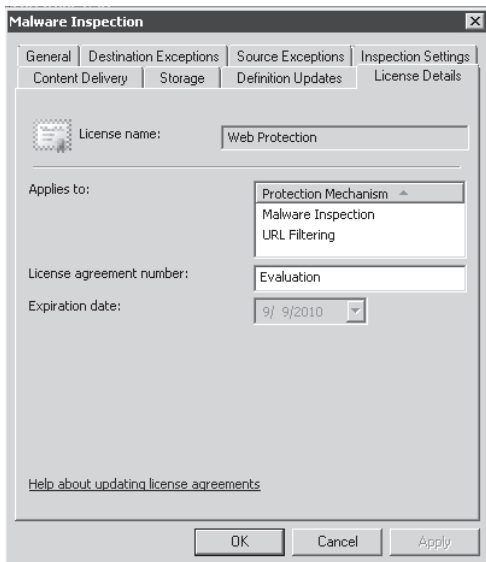 Malware Inspection
General Destination Exceptions Source Exceptions Inspection Settings
Content Delivery Storage Definition Updates License Details
License name: Web Protection
Applies to: Protection Mechanism
Malware Inspection
URL Filtering
License agreement number: Evaluation
Expiration date: 9/ 9/2010
Help about updating license agreements
OK Cancel Apply